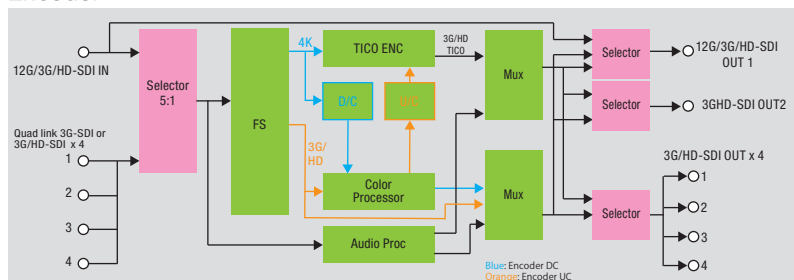 12G/3G/HD-SDI IN
Quad link 3G-SDI or
3G/HD-SDI x 4
1
2
3
4
Selector
5:1
FS
4K
3G/
HD
TICO ENC
D/C
U/C
Color
Processor
Audio Proc
3G/HD
TICO
Mux
Mux
Selector
Selector
Selector
12G/3G/HD-SDI
OUT 1
3GHD-SDI OUT2
3G/HD-SDI OUT x 4
1
2
3
4
Blue: Encoder DC
Orange: Encoder UC